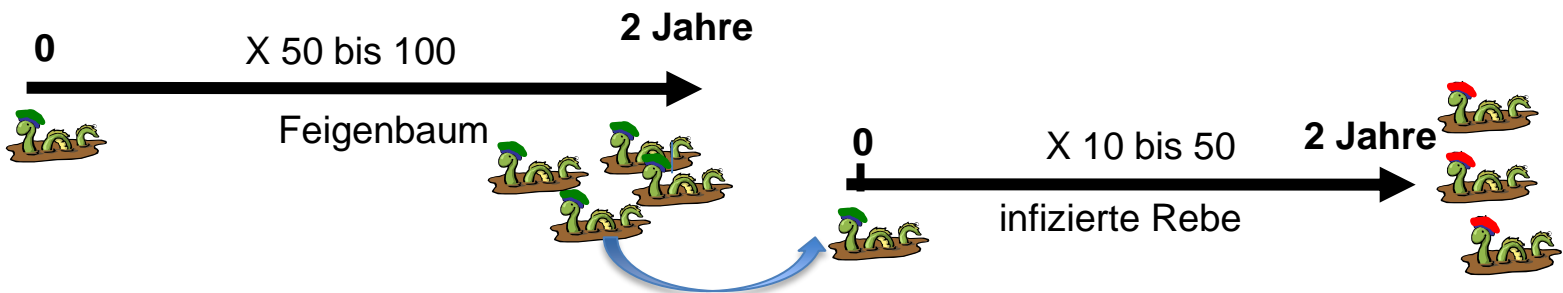 0
X 50 bis 100
2 Jahre
Feigenbaum
0
X 10 bis 50
2 Jahre
infizierte Rebe